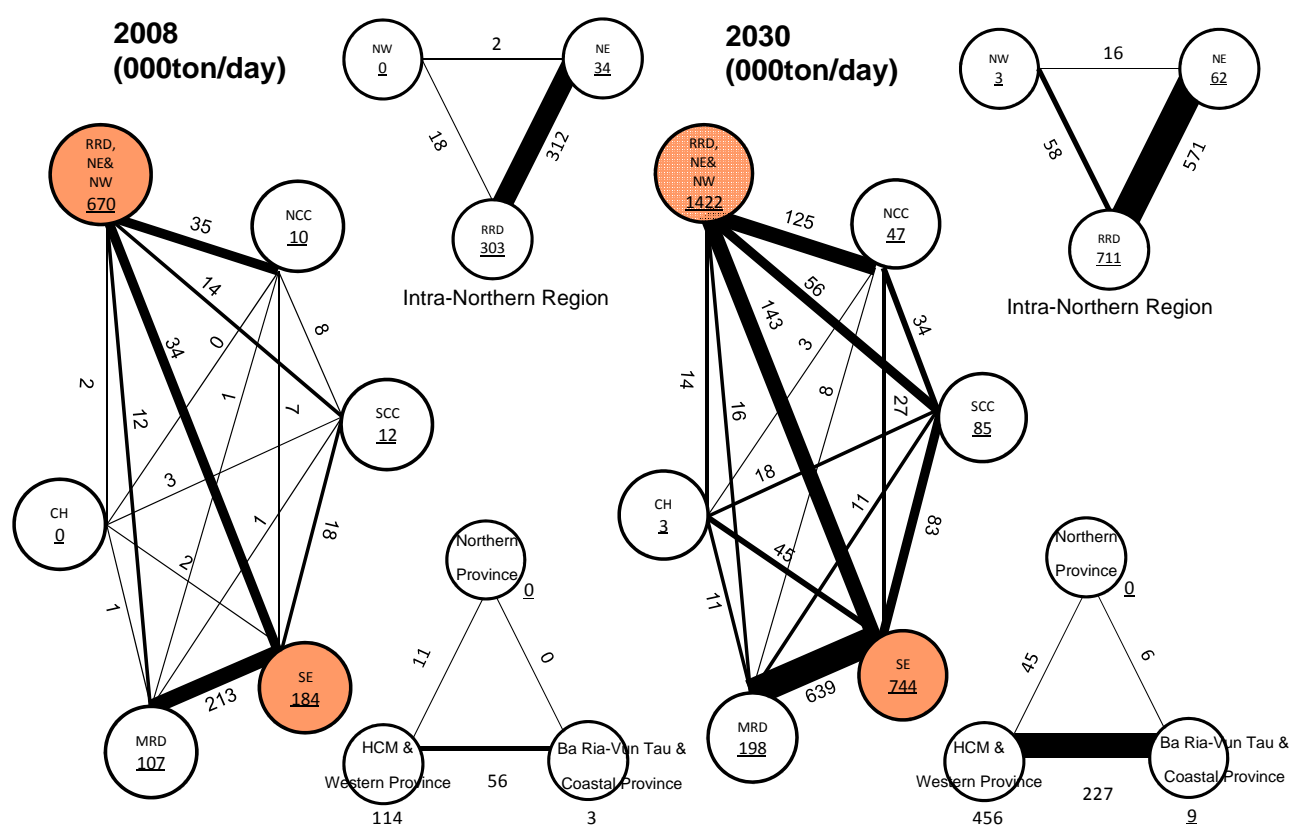 2008
(000ton/day)
NW
0
2
NE
34
18
312
RRD
303
Intra-Northern Region
RRD,
NE&
NW
670
35
NCC
10
14
8
34
0
2
12
1
7
SCC
12
3
CH
0
1
18
2
1
213
SE
184
MRD
107
Northern
Province
0
11
0
HCM &
Western Province
114
56
Ba Ria-Vun Tau &
Coastal Province
3
2030
(000ton/day)
NW
3
16
NE
62
58
571
RRD
711
Intra-Northern Region
RRD,
NE&
NW
1422
125
NCC
47
56
34
143
3
14
16
8
27
SCC
85
18
CH
3
11
83
45
11
639
SE
744
MRD
198
Northern
Province
0
45
6
HCM &
Western Province
456
227
Ba Ria-Vun Tau &
Coastal Province
9